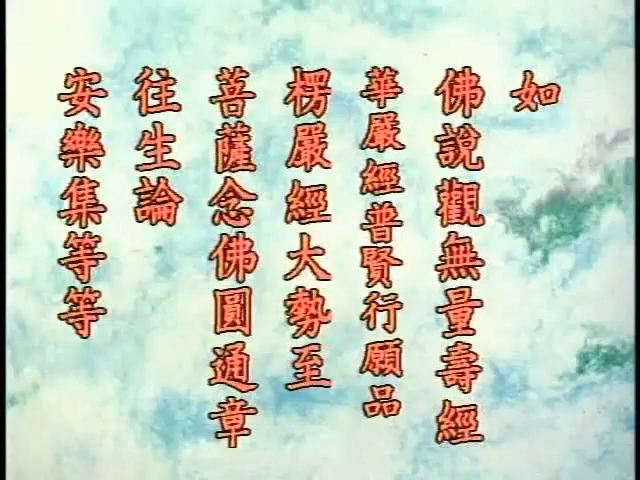 如
佛說觀無量壽經
華嚴經普賢行願品
楞嚴經大勢至
菩薩念佛圓通章
往生論
安樂集等等